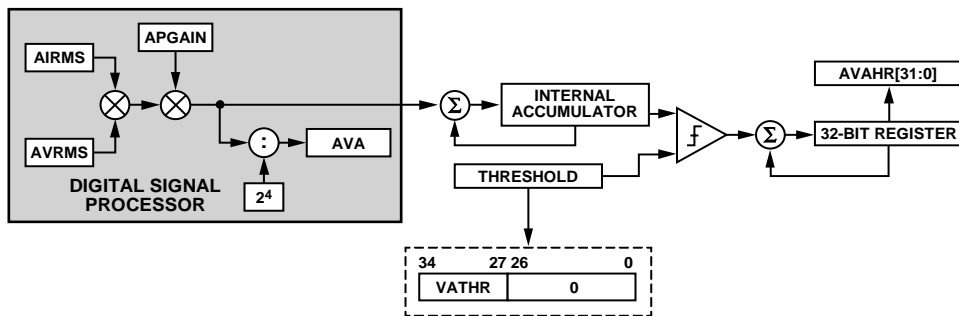 APGAIN
AIRMS
AVRMS
:
AVA
2⁴
DIGITAL SIGNAL
PROCESSOR
Σ
INTERNAL
ACCUMULATOR
THRESHOLD
34 27 26 0
VATHR 0
Σ
AVAHR[31:0]
32-BIT REGISTER